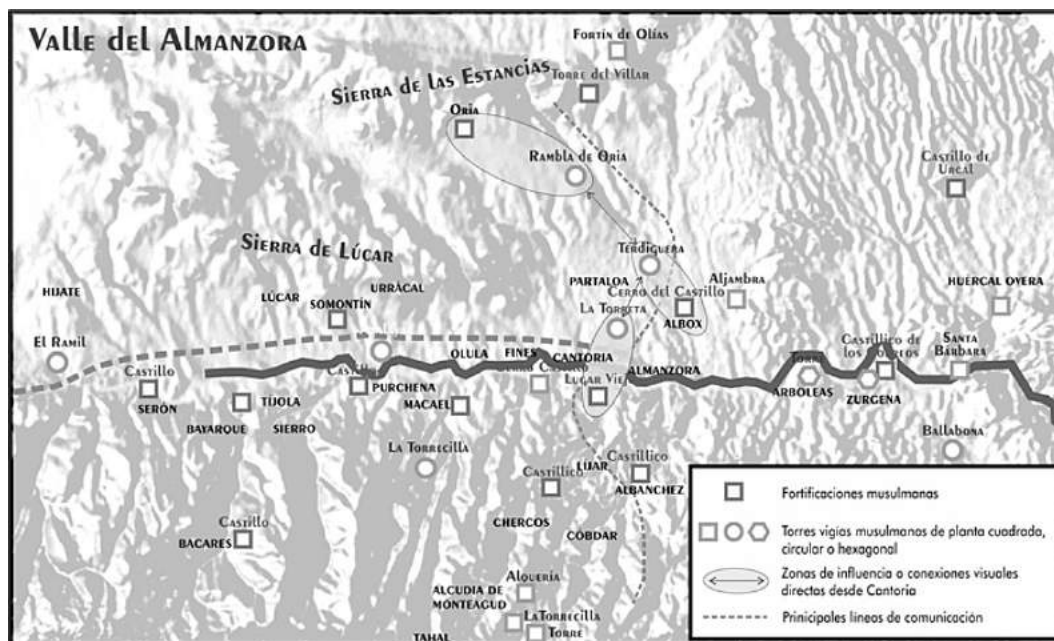 Valle del Almanzora
Fortín de Olías
Sierra de las Estancias
Torre del Villar
Oria
Rambla de Oria
Castillo de
Urcal
Sierra de Lúcar
Terdiguera
Hijate
Urrácal
Lúcar
Somontín
Partaloa
Cerro del Castillo
Aljambra
Huércal Overa
La Torreta
Albox
El Ramil
Castillico
de los
Santa
Bárbara
Olula
Fines
Cantoria
Castillo
Serón
Purchena
Macael
Lugar
Almanzora
Arboleas
Zurgena
Tíjola
Bayarque
Sierro
La Torrecilla
Ballabona
Castillico
Líjar
Castillico
Albanchez
Castillo
Bacares
Chercos
Cóbdar
Alquería
Alcudia de
Monteagud
La Torrecilla
Torre
Tahal
Fortificaciones musulmanas
Torres vigías musulmanas de planta cuadrada,
circular o hexagonal
Zonas de influencia o conexiones visuales
directas desde Cantoria
Prinicipales líneas de comunicación